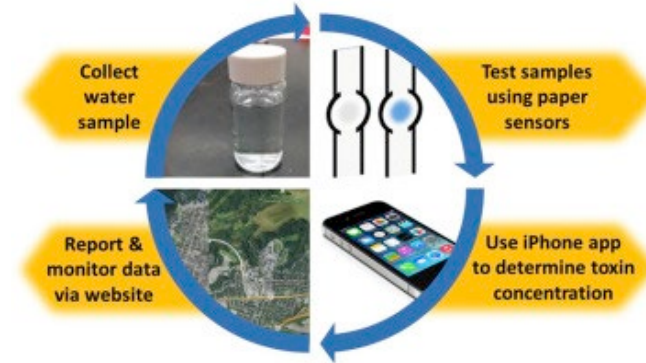 Collect
water
sample
Test samples
using paper
sensors
Report &
monitor data
via website
Use iPhone app
to determine toxin
concentration